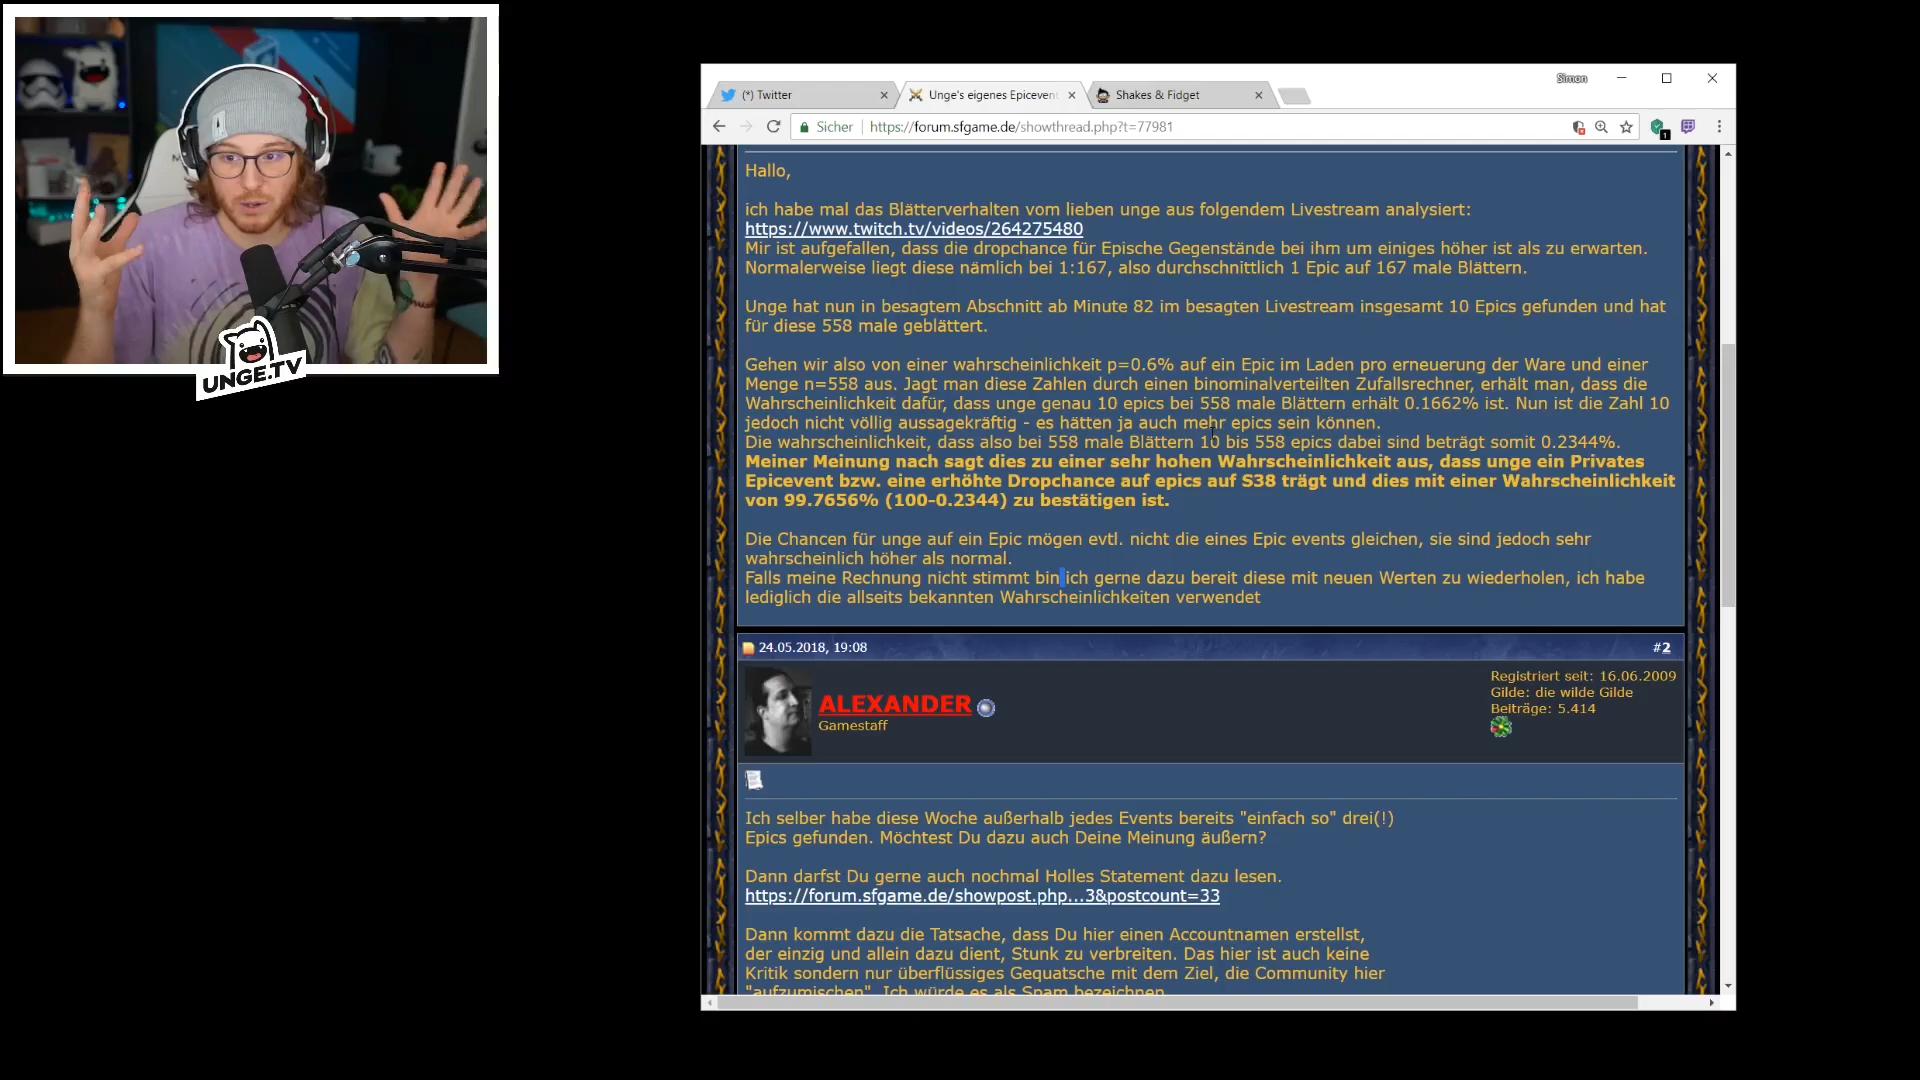 Simon
(*) Twitter
Unge's eigenes Epicevent
Shakes & Fidget
Sicher
https://forum.sfgame.de/showthread.php?t=77981
1
Hallo,
ich habe mal das Blätterverhalten vom lieben unge aus folgendem Livestream analysiert:
https://www.twitch.tv/videos/264275480
Mir ist aufgefallen, dass die dropchance für Epische Gegenstände bei ihm um einiges höher ist als zu erwarten.
Normalerweise liegt diese nämlich bei 1:167, also durchschnittlich 1 Epic auf 167 male Blättern.
Unge hat nun in besagtem Abschnitt ab Minute 82 im besagten Livestream insgesamt 10 Epics gefunden und hat
für diese 558 male geblättert.
Gehen wir also von einer wahrscheinlichkeit p=0.6% auf ein Epic im Laden pro erneuerung der Ware und einer
Menge n=558 aus. Jagt man diese Zahlen durch einen binominalverteilten Zufallsrechner, erhält man, dass die
Wahrscheinlichkeit dafür, dass unge genau 10 epics bei 558 male Blättern erhält 0.1662% ist. Nun ist die Zahl 10
jedoch nicht völlig aussagekräftig - es hätten ja auch mehr epics sein können.
Die wahrscheinlichkeit, dass also bei 558 male Blättern 10 bis 558 epics dabei sind beträgt somit 0.2344%.
Meiner Meinung nach sagt dies zu einer sehr hohen Wahrscheinlichkeit aus, dass unge ein Privates
Epicevent bzw. eine erhöhte Dropchance auf epics auf S38 trägt und dies mit einer Wahrscheinlichkeit
von 99.7656% (100-0.2344) zu bestätigen ist.
Die Chancen für unge auf ein Epic mögen evtl. nicht die eines Epic events gleichen, sie sind jedoch sehr
wahrscheinlich höher als normal.
Falls meine Rechnung nicht stimmt bin ich gerne dazu bereit diese mit neuen Werten zu wiederholen, ich habe
lediglich die allseits bekannten Wahrscheinlichkeiten verwendet
24.05.2018, 19:08
#2
ALEXANDER
Gamestaff
Registriert seit: 16.06.2009
Gilde: die wilde Gilde
Beiträge: 5.414
Ich selber habe diese Woche außerhalb jedes Events bereits "einfach so" drei(!)
Epics gefunden. Möchtest Du dazu auch Deine Meinung äußern?
Dann darfst Du gerne auch nochmal Holles Statement dazu lesen.
https://forum.sfgame.de/showpost.php...3&postcount=33
Dann kommt dazu die Tatsache, dass Du hier einen Accountnamen erstellst,
der einzig und allein dazu dient, Stunk zu verbreiten. Das hier ist auch keine
Kritik sondern nur überflüssiges Gequatsche mit dem Ziel, die Community hier
"aufzumischen". Ich würde es als Spam bezeichnen
UNGE.TV